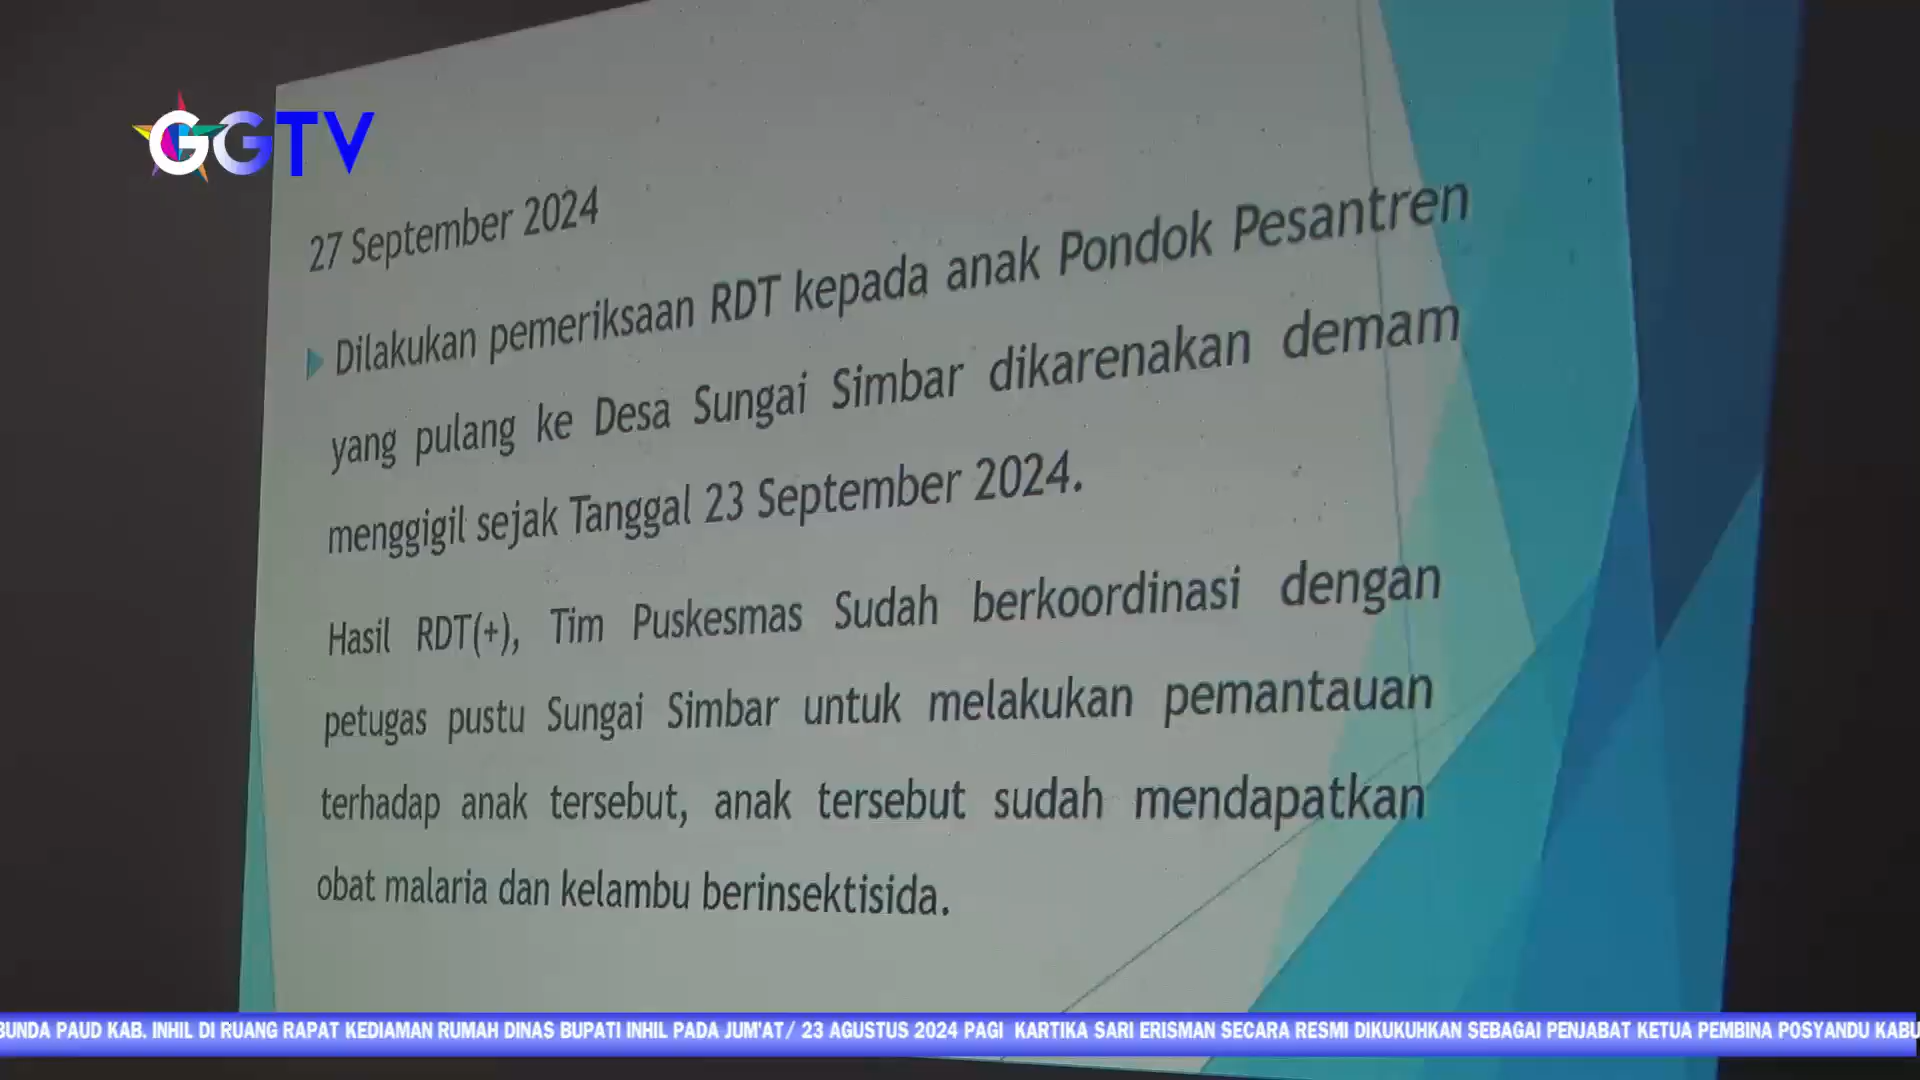 GGTV
27 September 2024
Dilakukan pemeriksaan RDT kepada anak Pondok Pesantren
yang pulang ke Desa Sungai Simbar dikarenakan demam
menggigil sejak Tanggal 23 September 2024.
Hasil RDT(+), Tim Puskesmas Sudah berkoordinasi dengan
petugas pustu Sungai Simbar untuk melakukan pemantauan
terhadap anak tersebut, anak tersebut sudah mendapatkan
obat malaria dan kelambu berinsektisida.
BUNDA PAUD KAB. INHIL DI RUANG RAPAT KEDIAMAN RUMAH DINAS BUPATI INHIL PADA JUM'AT/ 23 AGUSTUS 2024 PAGI KARTIKA SARI ERISMAN SECARA RESMI DIKUKUHKAN SEBAGAI PENJABAT KETUA PEMBINA POSYANDU KABU